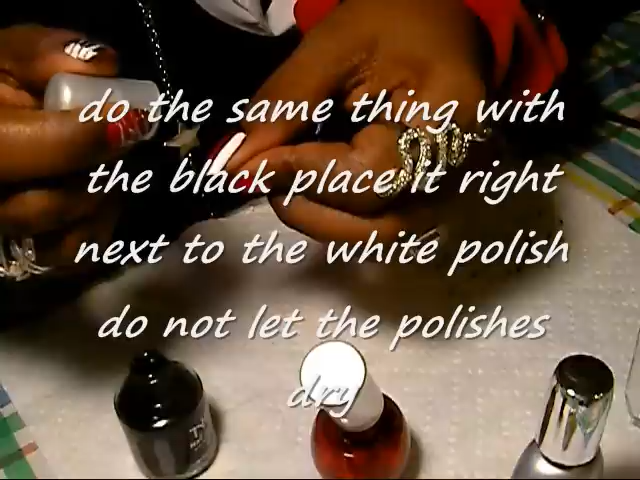 do the same thing with
the black place it right
next to the white polish
do not let the polishes
dry